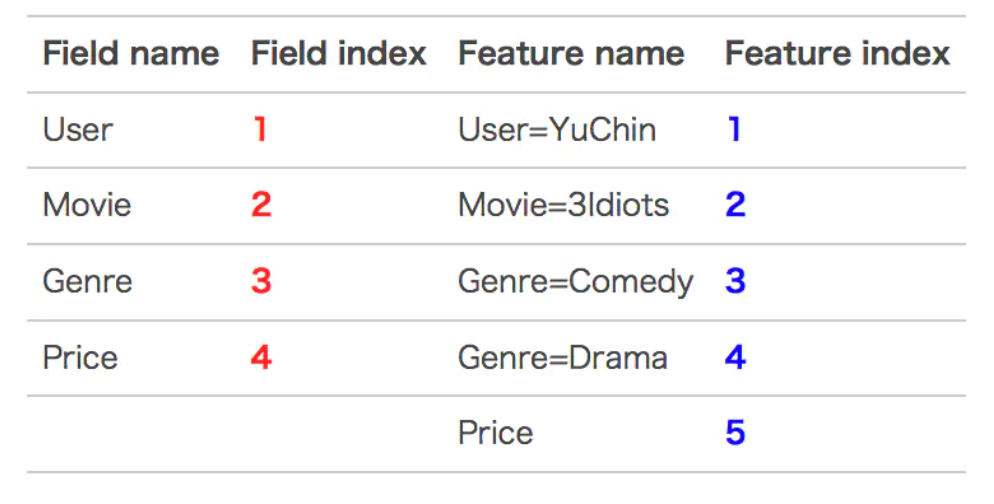 Field name Field index Feature name Feature index
User 1 User=YuChin 1
Movie 2 Movie=3Idiots 2
Genre 3 Genre=Comedy 3
Price 4 Genre=Drama 4
Price 5